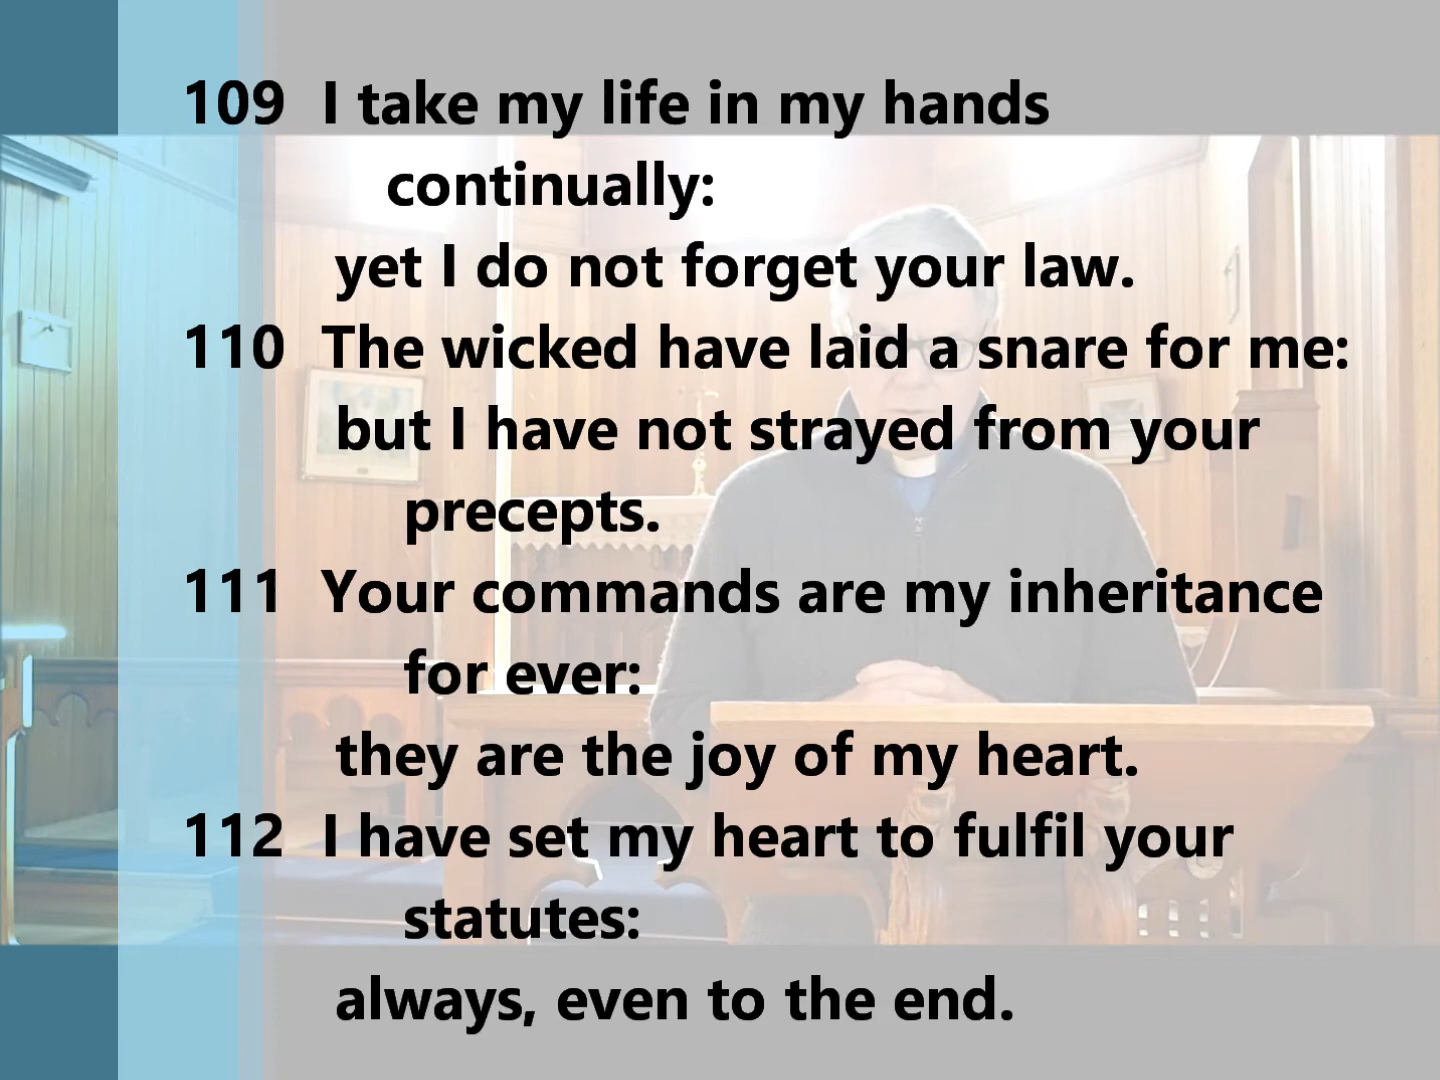 109 I take my life in my hands
continually:
yet I do not forget your law.
110 The wicked have laid a snare for me:
but I have not strayed from your
precepts.
111 Your commands are my inheritance
for ever:
they are the joy of my heart.
112 I have set my heart to fulfil your
statutes:
always, even to the end.